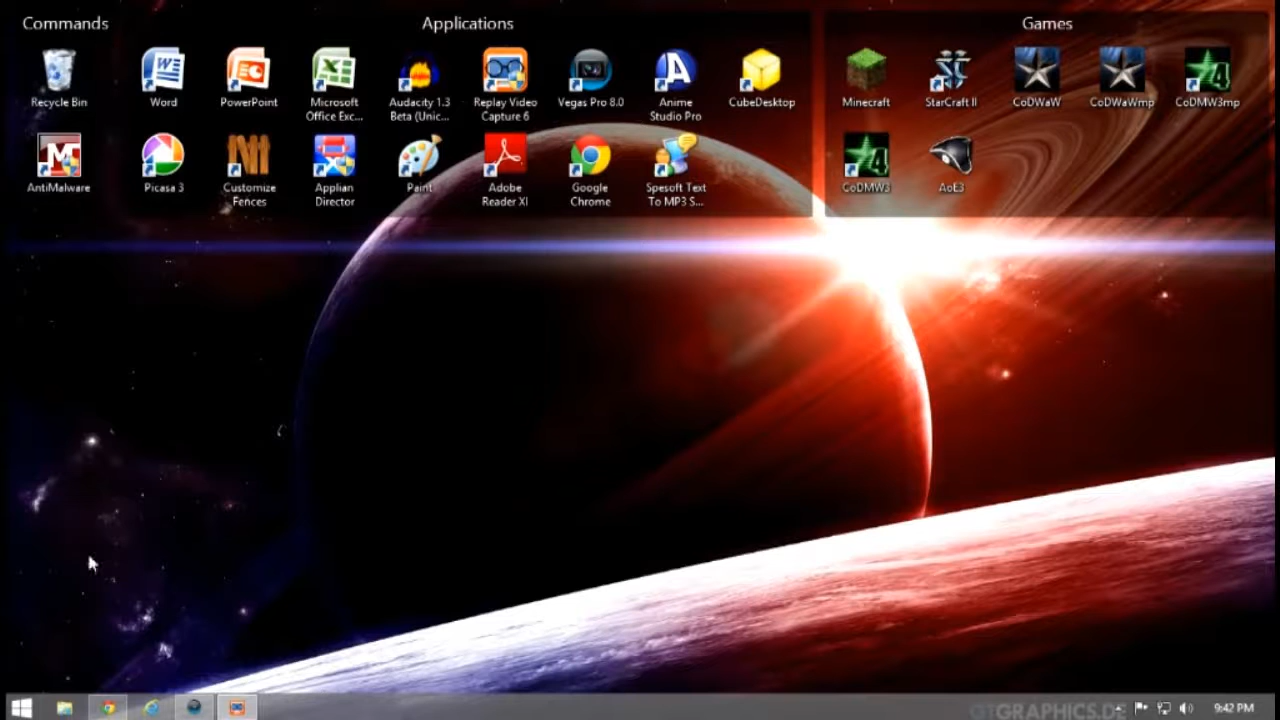 Commands
Applications
Games
Recycle Bin
Word
PowerPoint
Microsoft
Office Exc...
Audacity 1.3
Beta (Unic...
Replay Video
Capture 6
Vegas Pro 8.0
Anime
Studio Pro
CubeDesktop
Minecraft
StarCraft II
CoDWaW
CoDWaWmp
CoDMW3mp
AntiMalware
Picasa 3
Customize
Fences
Applian
Director
Paint
Adobe
Reader XI
Google
Chrome
Spesoft Text
To MP3 S...
CoDMW3
AoE3
GTGRAPHICS.DE
9:42 PM